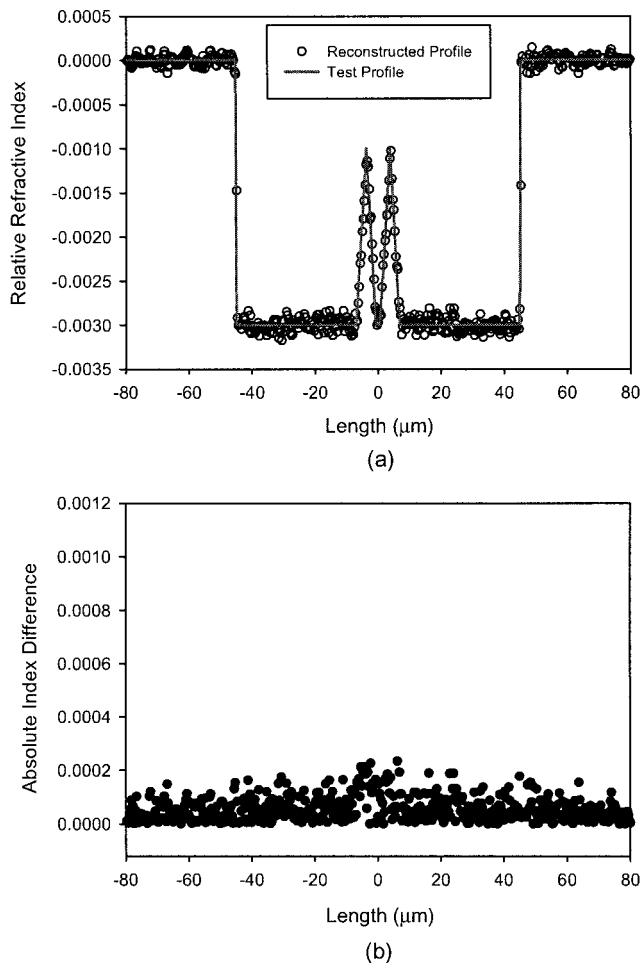 0.0005
0.0000
-0.0005
-0.0010
-0.0015
-0.0020
-0.0025
-0.0030
-0.0035
Relative Refractive Index
Reconstructed Profile
Test Profile
-80 -60 -40 -20 0 20 40 60 80
Length (μm)
(a)
0.0012
0.0010
0.0008
0.0006
0.0004
0.0002
0.0000
Absolute Index Difference
-80 -60 -40 -20 0 20 40 60 80
Length (μm)
(b)